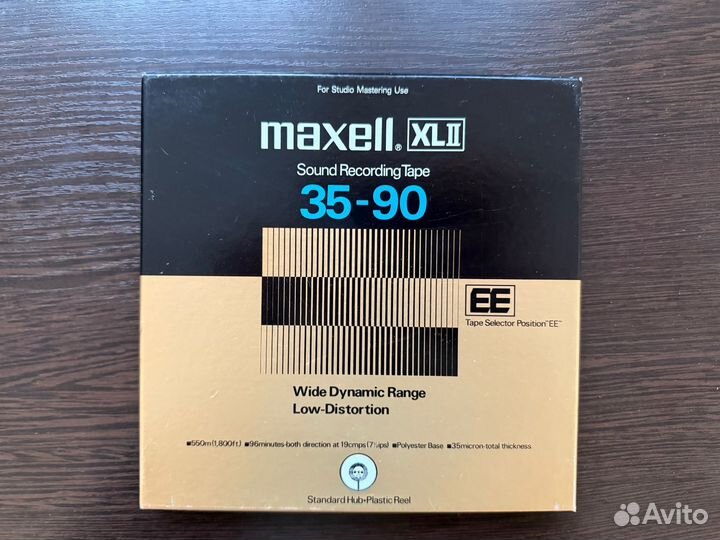 For Studio Mastering Use
maxell® XLII
Sound Recording Tape
35-90
EE
Tape Selector Position "EE"
Wide Dynamic Range
Low-Distortion
■550m(1,800ft.) ■96minutes-both direction at 19cmps(7½ips) ■Polyester Base ■35micron-total thickness
Standard Hub•Plastic Reel
Avito